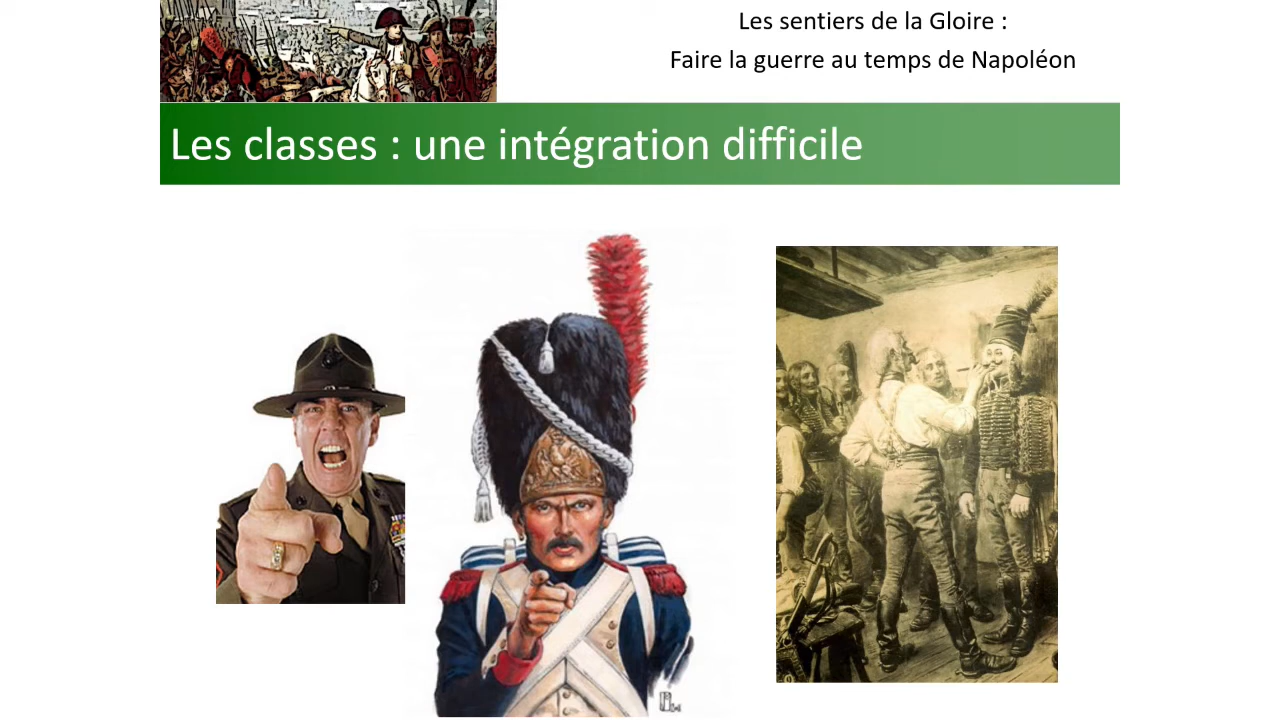 Les sentiers de la Gloire :
Faire la guerre au temps de Napoléon
Les classes : une intégration difficile